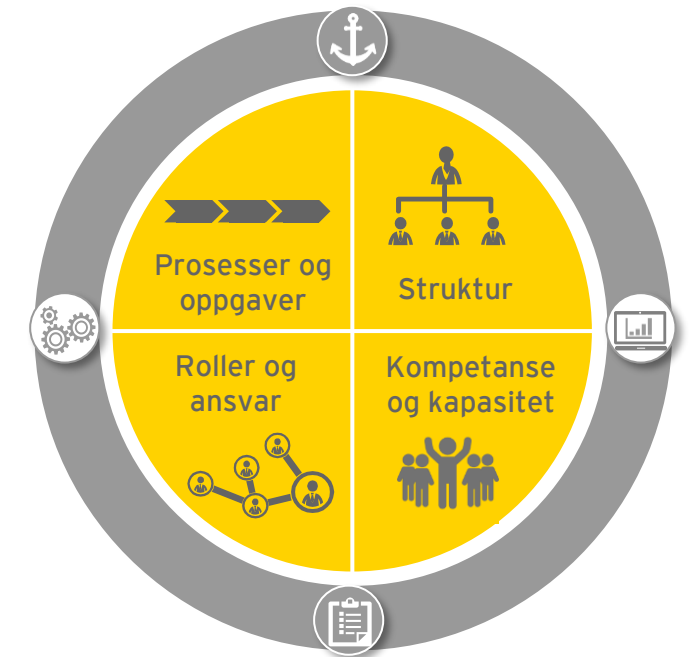 Prosesser og
oppgaver
Struktur
Roller og
ansvar
Kompetanse
og kapasitet